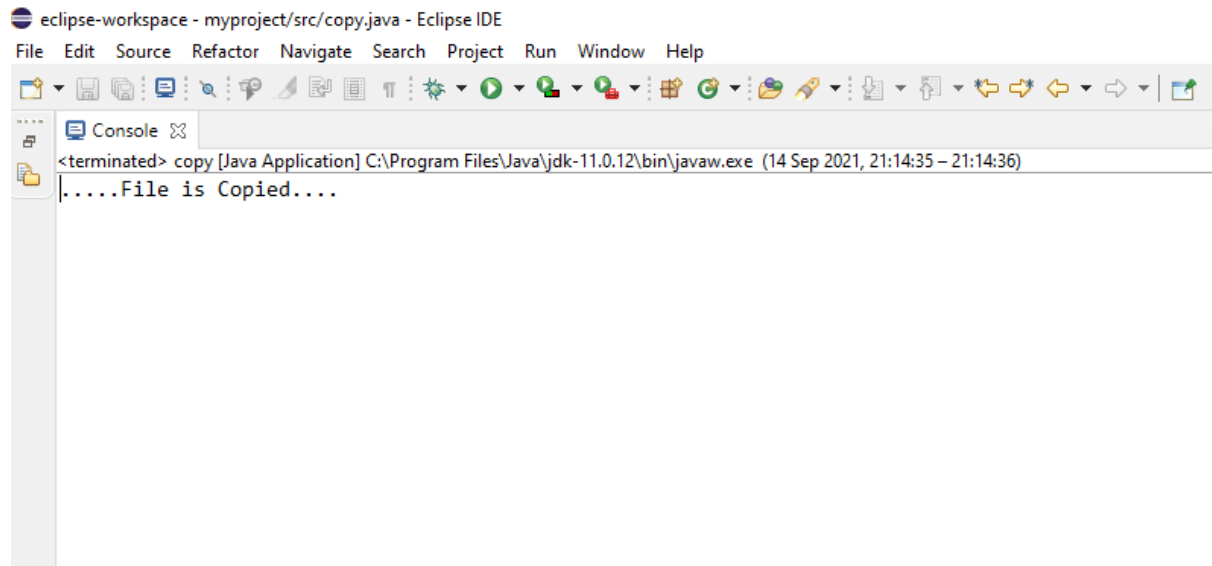 eclipse-workspace - myproject/src/copy.java - Eclipse IDE
File Edit Source Refactor Navigate Search Project Run Window Help
Console
<terminated> copy [Java Application] C:\Program Files\Java\jdk-11.0.12\bin\javaw.exe (14 Sep 2021, 21:14:35 – 21:14:36)
.....File is Copied....